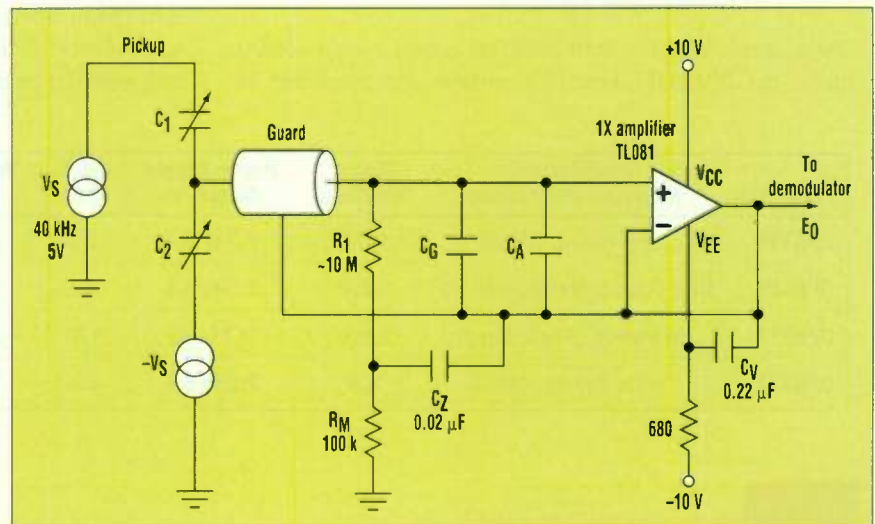 Pickup
+10 V
C1
Guard
1X amplifier
TL081
VCC
To
demodulator
VS
40 kHz
5V
EO
C2
R1
~10 M
CG
CA
VEE
-VS
CZ
0.02 µF
CV
0.22 µF
RM
100 k
680
-10 V